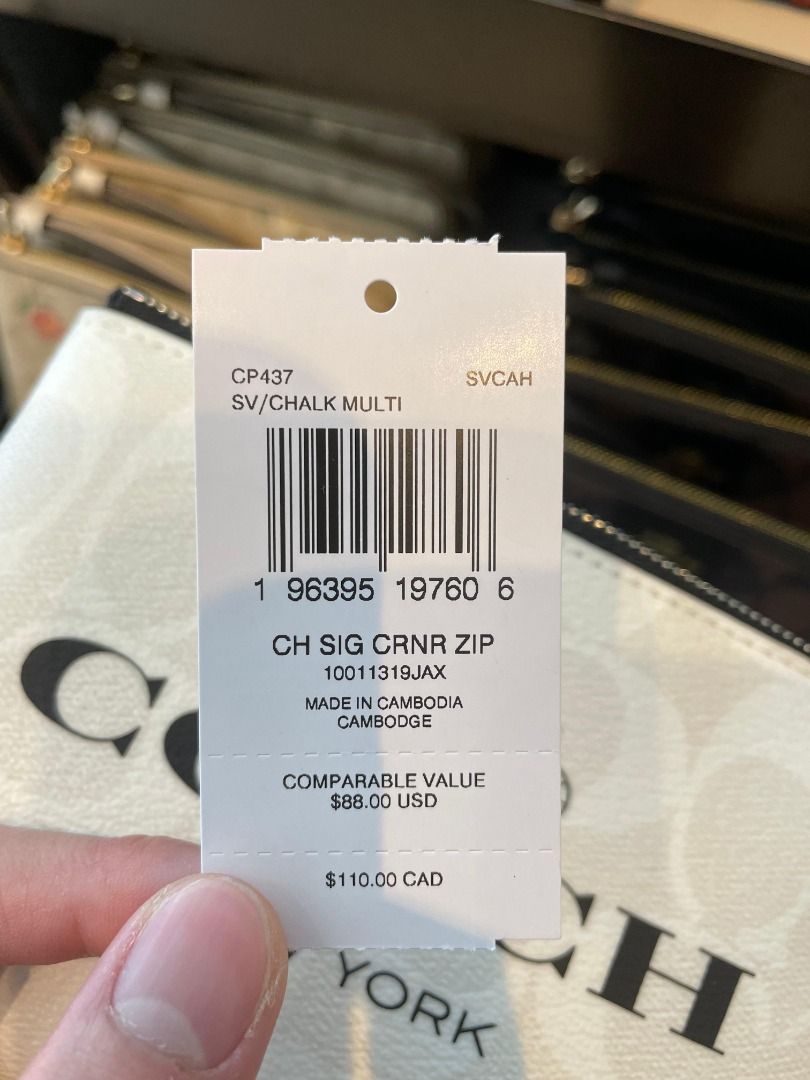 CP437 SVCAH
SV/CHALK MULTI
1 96395 19760 6
CH SIG CRNR ZIP
10011319JAX
MADE IN CAMBODIA
CAMBODGE
COMPARABLE VALUE
$88.00 USD
$110.00 CAD
YORK